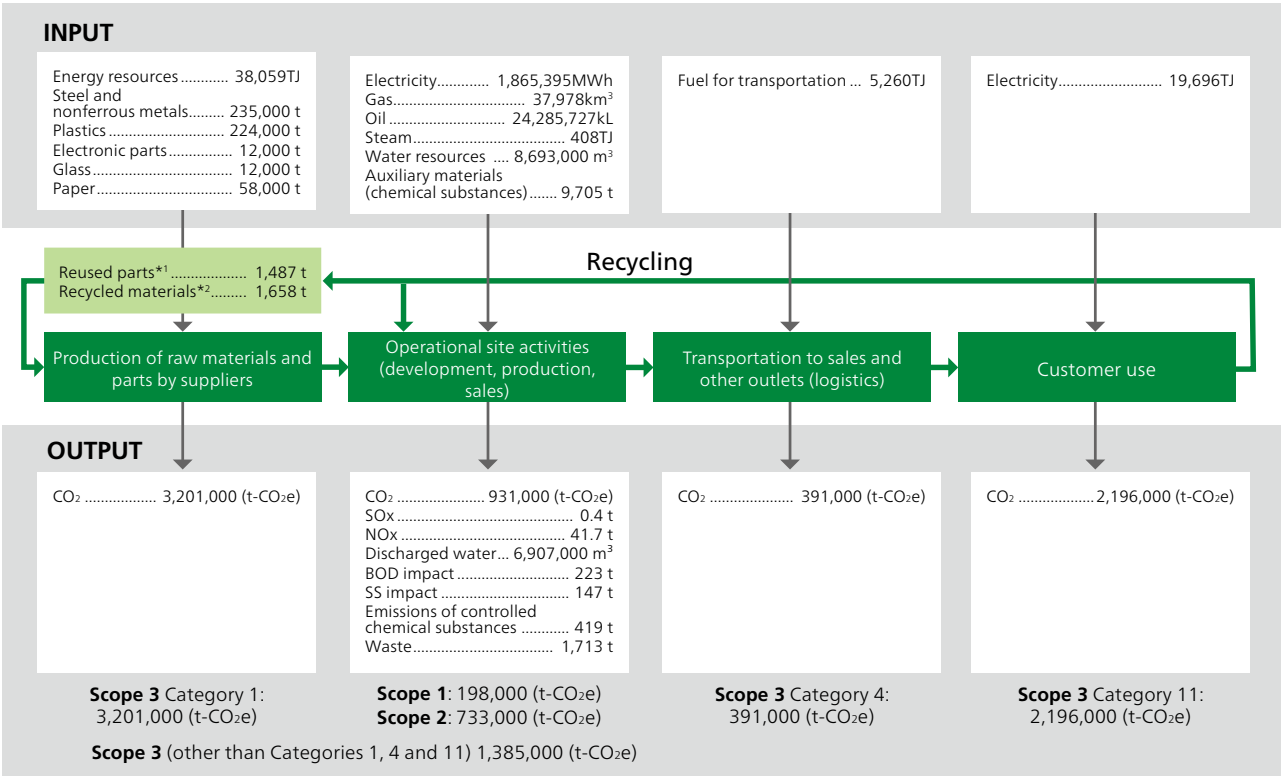 INPUT
Energy resources ............ 38,059TJ
Steel and
nonferrous metals......... 235,000 t
Plastics ....................... 224,000 t
Electronic parts ............. 12,000 t
Glass............................. 12,000 t
Paper............................ 58,000 t
Electricity.......... 1,865,395MWh
Gas............................. 37,978km³
Oil ......................... 24,285,727kL
Steam.................................. 408TJ
Water resources .... 8,693,000 m³
Auxiliary materials
(chemical substances)....... 9,705 t
Fuel for transportation ... 5,260TJ
Electricity....................... 19,696TJ
Recycling
Reused parts*1 ................... 1,487 t
Recycled materials*2......... 1,658 t
Production of raw materials and
parts by suppliers
Operational site activities
(development, production,
sales)
Transportation to sales and
other outlets (logistics)
Customer use
OUTPUT
CO₂ .................. 3,201,000 (t-CO₂e)
CO₂ ...................... 931,000 (t-CO₂e)
SOx ....................................... 0.4 t
NOx ..................................... 41.7 t
Discharged water... 6,907,000 m³
BOD impact ............................ 223 t
SS impact ................................ 147 t
Emissions of controlled
chemical substances ............ 419 t
Waste............................... 1,713 t
CO₂ ..................... 391,000 (t-CO₂e)
CO₂ ...................2,196,000 (t-CO₂e)
Scope 3 Category 1:
3,201,000 (t-CO₂e)
Scope 1: 198,000 (t-CO₂e)
Scope 2: 733,000 (t-CO₂e)
Scope 3 Category 4:
391,000 (t-CO₂e)
Scope 3 Category 11:
2,196,000 (t-CO₂e)
Scope 3 (other than Categories 1, 4 and 11) 1,385,000 (t-CO₂e)